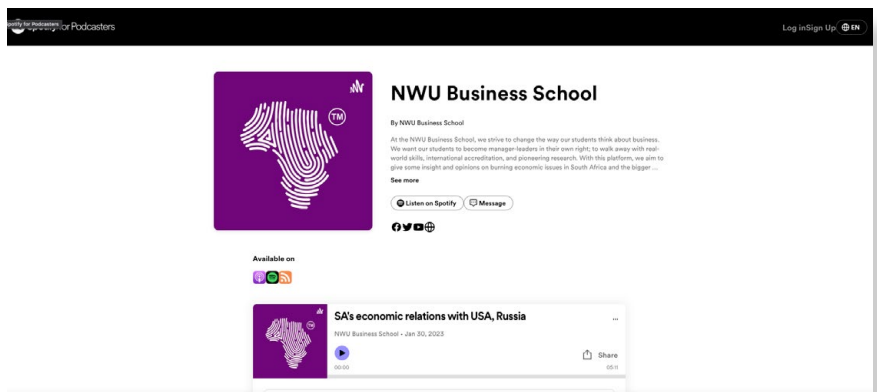 for Podcasters
Spotify for Podcasters
Log in Sign Up EN
TM
NWU Business School
By NWU Business School
At the NWU Business School, we strive to change the way our students think about business.
We want our students to become manager-leaders in their own right; to walk away with real-
world skills, international accreditation, and pioneering research. With this platform, we aim to
give some insight and opinions on burning economic issues in South Africa and the bigger ...
See more
Listen on Spotify Message
Available on
SA's economic relations with USA, Russia ...
NWU Business School • Jan 30, 2023
Share
00:00 05:11